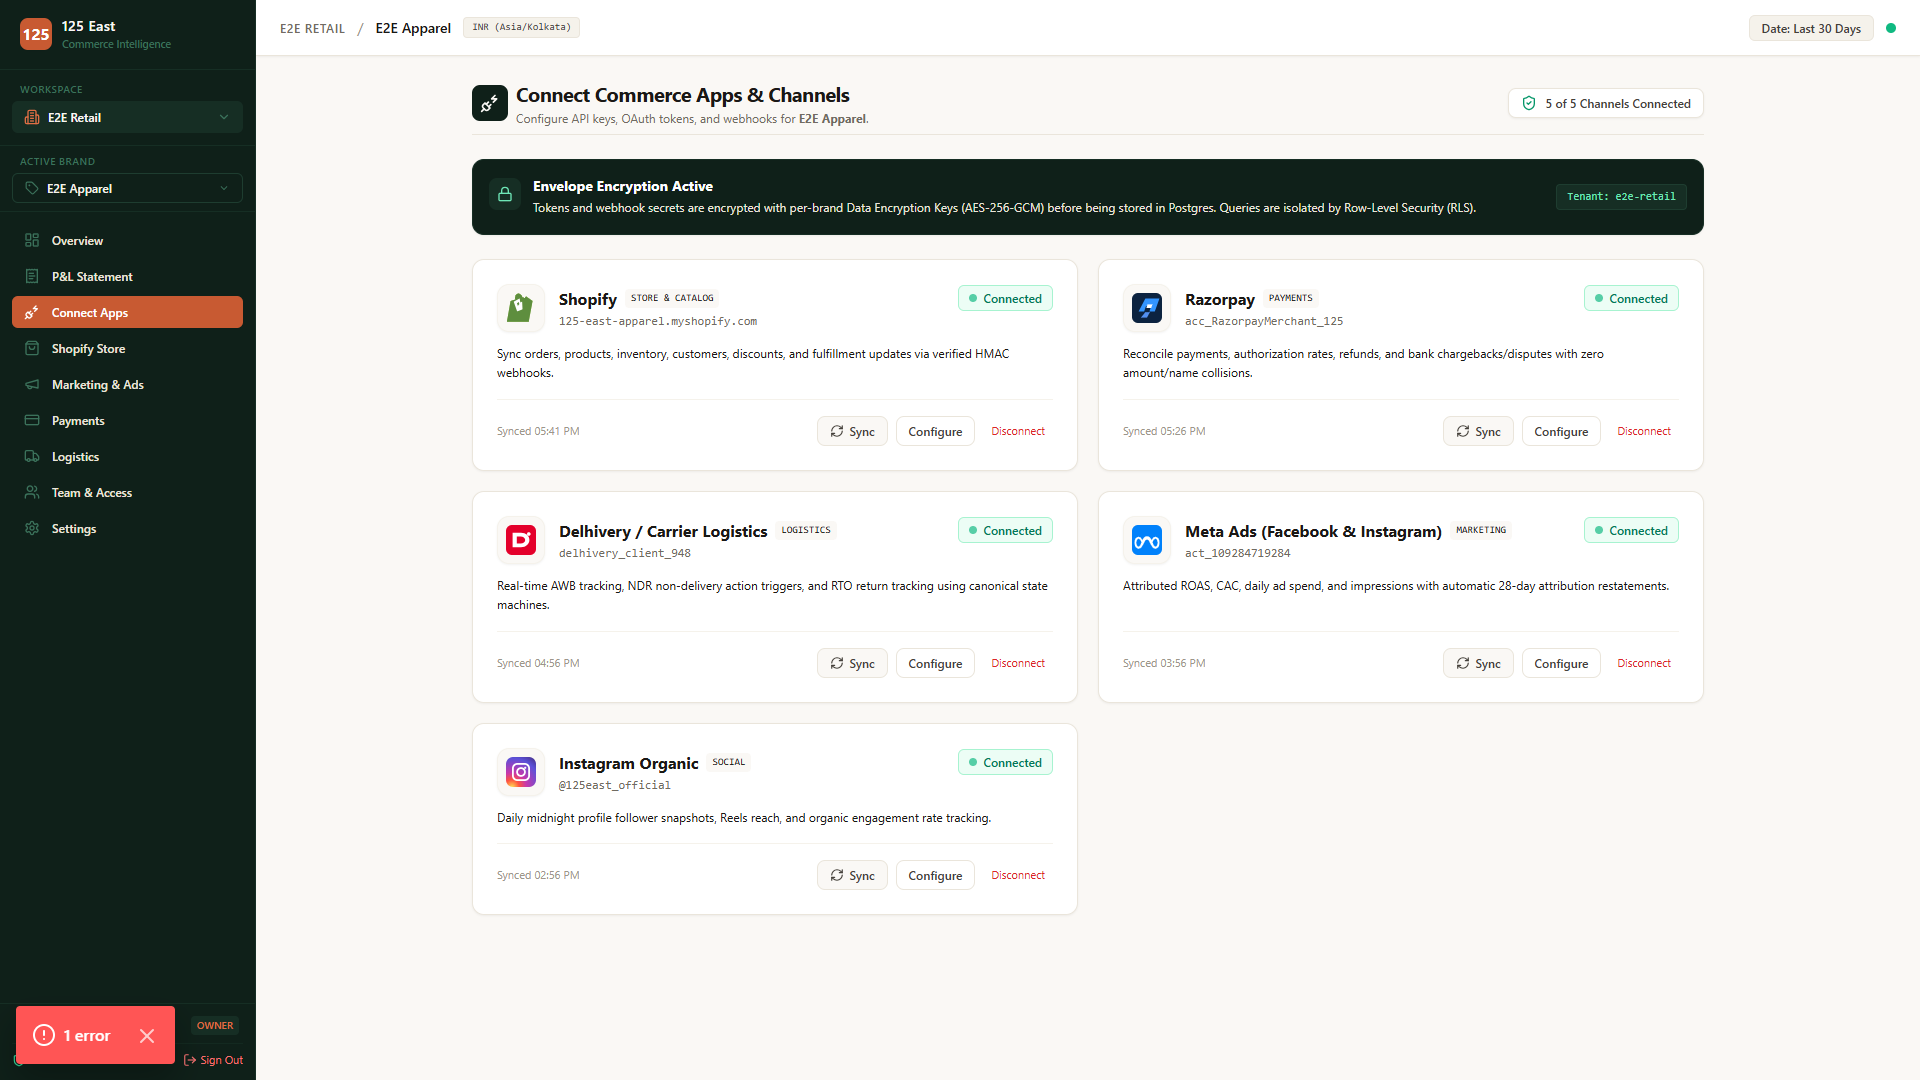 125
125 East
Commerce Intelligence
WORKSPACE
E2E Retail
ACTIVE BRAND
E2E Apparel
Overview
P&L Statement
Connect Apps
Shopify Store
Marketing & Ads
Payments
Logistics
Team & Access
Settings
1 error
OWNER
Sign Out
E2E RETAIL / E2E Apparel INR (Asia/Kolkata)
Date: Last 30 Days
Connect Commerce Apps & Channels
Configure API keys, OAuth tokens, and webhooks for E2E Apparel.
5 of 5 Channels Connected
Envelope Encryption Active
Tokens and webhook secrets are encrypted with per-brand Data Encryption Keys (AES-256-GCM) before being stored in Postgres. Queries are isolated by Row-Level Security (RLS).
Tenant: e2e-retail
Shopify STORE & CATALOG
125-east-apparel.myshopify.com
Connected
Sync orders, products, inventory, customers, discounts, and fulfillment updates via verified HMAC
webhooks.
Synced 05:41 PM
Sync
Configure
Disconnect
Razorpay PAYMENTS
acc_RazorpayMerchant_125
Connected
Reconcile payments, authorization rates, refunds, and bank chargebacks/disputes with zero
amount/name collisions.
Synced 05:26 PM
Sync
Configure
Disconnect
Delhivery / Carrier Logistics LOGISTICS
delhivery_client_948
Connected
Real-time AWB tracking, NDR non-delivery action triggers, and RTO return tracking using canonical state
machines.
Synced 04:56 PM
Sync
Configure
Disconnect
Meta Ads (Facebook & Instagram) MARKETING
act_109284719284
Connected
Attributed ROAS, CAC, daily ad spend, and impressions with automatic 28-day attribution restatements.
Synced 03:56 PM
Sync
Configure
Disconnect
Instagram Organic SOCIAL
@125east_official
Connected
Daily midnight profile follower snapshots, Reels reach, and organic engagement rate tracking.
Synced 02:56 PM
Sync
Configure
Disconnect